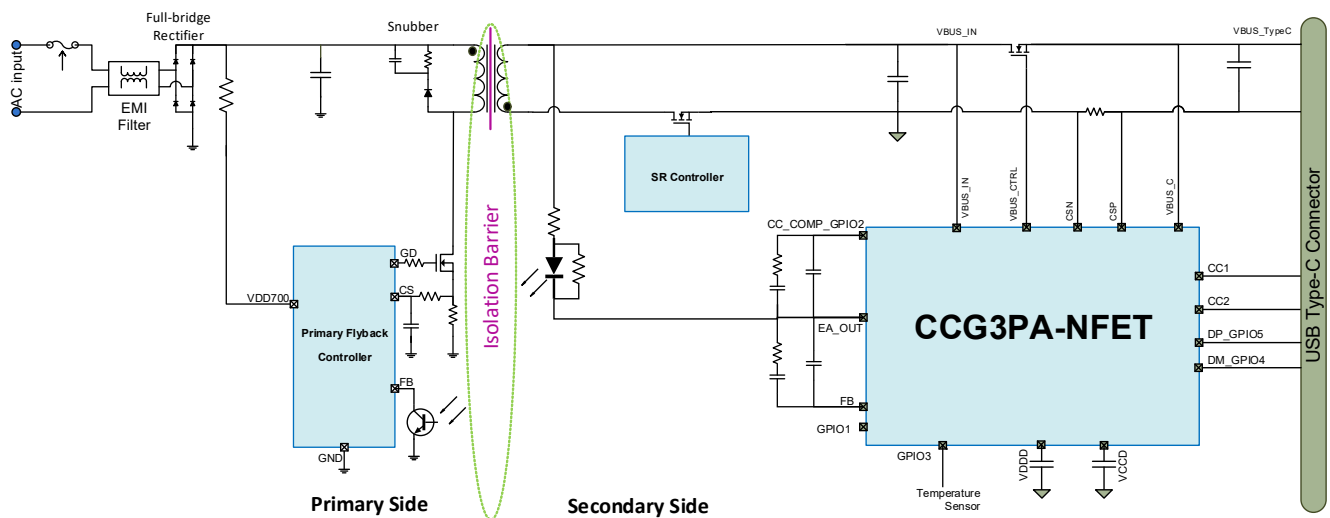 Full-bridge
Rectifier
Snubber
VBUS_IN
VBUS_TypeC
AC input
EMI
Filter
SR Controller
VBUS_IN
VBUS_CTRL
CSN
CSP
VBUS_C
CC_COMP_GPIO2
Isolation Barrier
USB Type-C Connector
GD
CC1
VDD700
CS
CC2
EA_OUT
CCG3PA-NFET
Primary Flyback
Controller
DP_GPIO5
DM_GPIO4
FB
FB
GPIO1
GND
GPIO3
VDDD
VCCD
Temperature
Sensor
Primary Side
Secondary Side